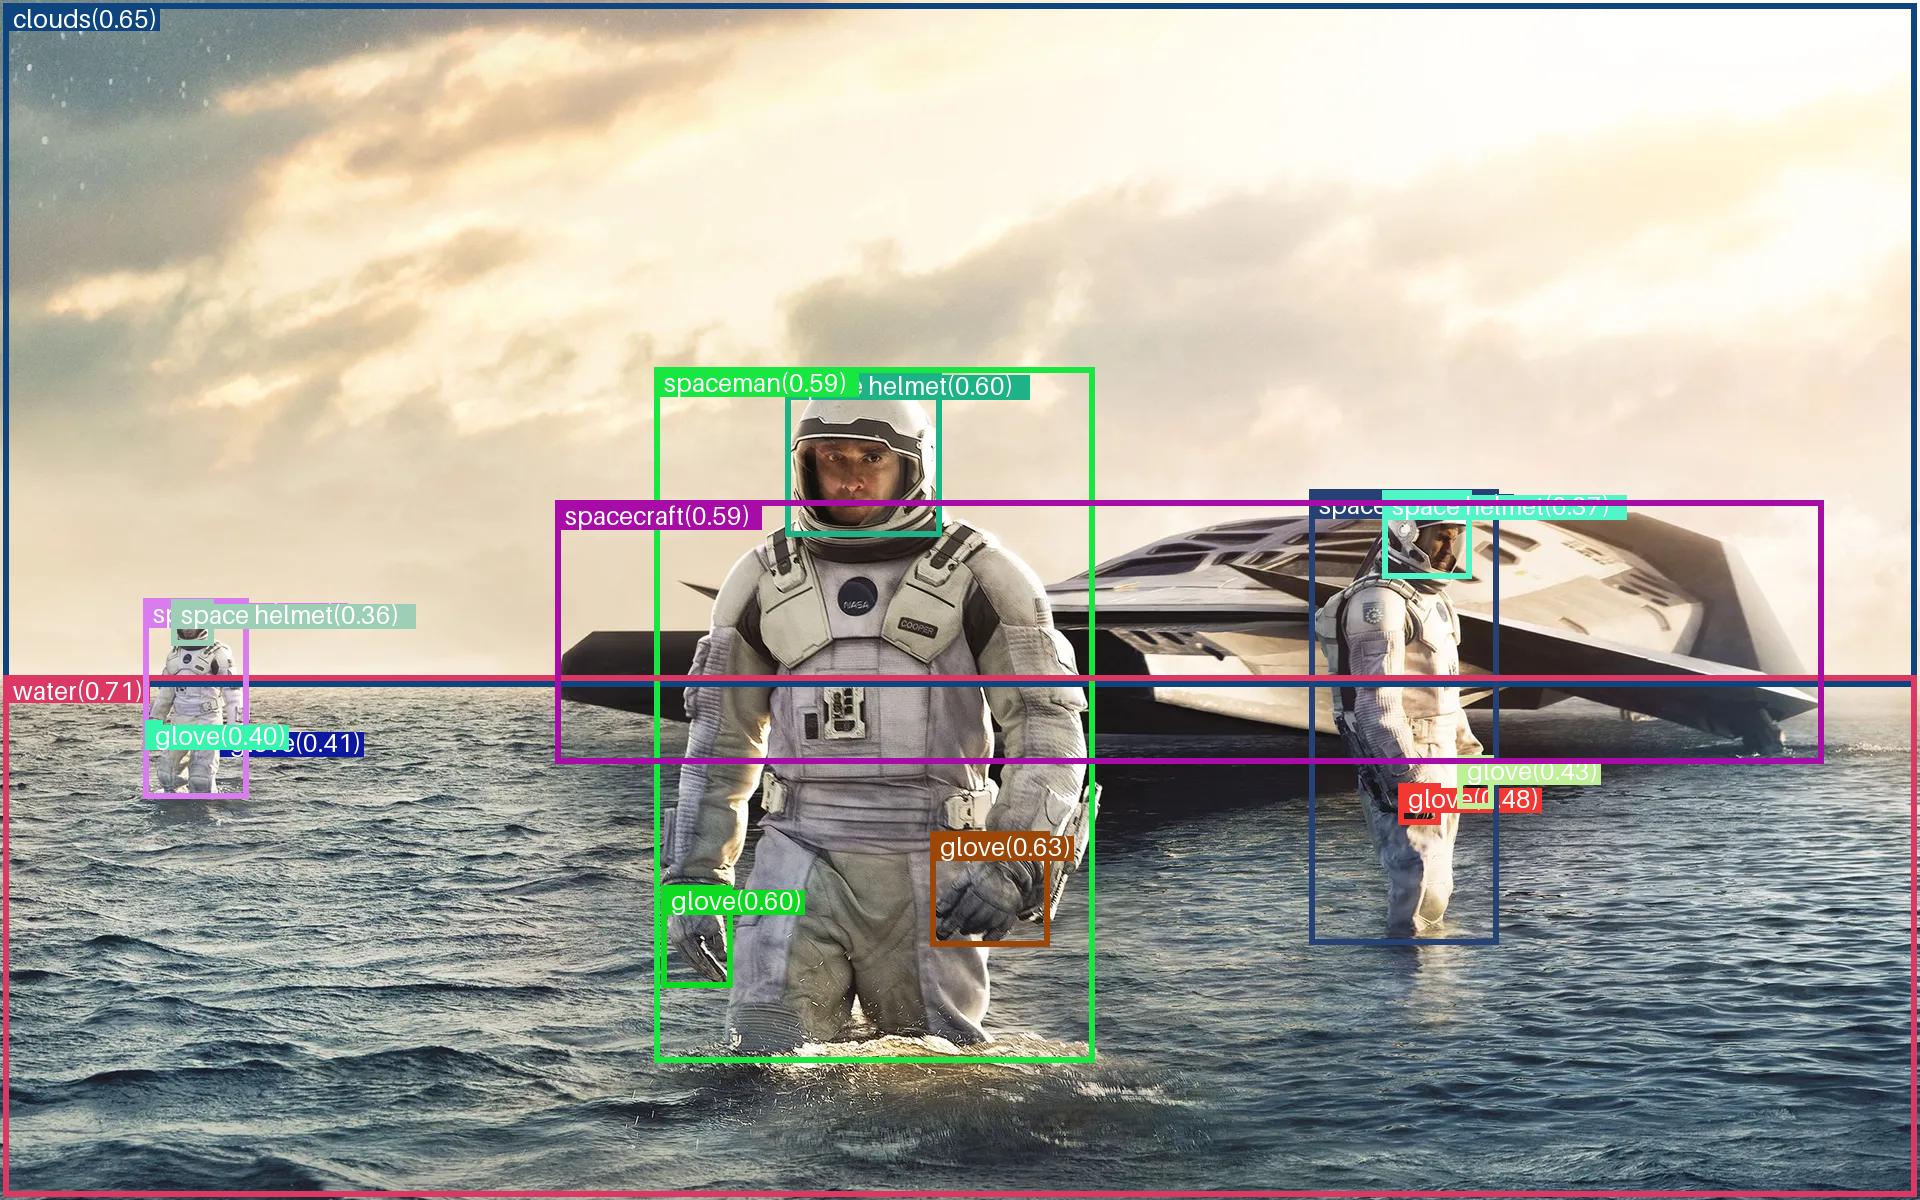 clouds(0.65)
spaceman(0.59)
helmet(0.60)
spacecraft(0.59)
space helmet(0.37)
NASA
COOPER
space helmet(0.36)
water(0.71)
glove(0.40)
(0.41)
glove(0.43)
glove(0.48)
glove(0.63)
glove(0.60)